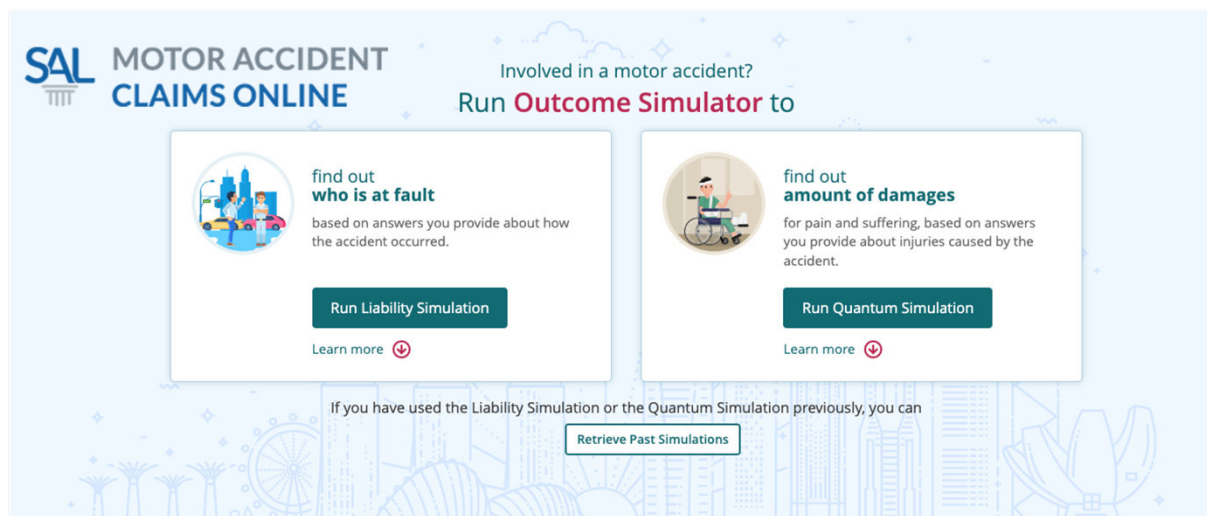 SAL
MOTOR ACCIDENT
CLAIMS ONLINE
Involved in a motor accident?
Run Outcome Simulator to
find out
who is at fault
based on answers you provide about how
the accident occurred.
Run Liability Simulation
Learn more
find out
amount of damages
for pain and suffering, based on answers
you provide about injuries caused by the
accident.
Run Quantum Simulation
Learn more
If you have used the Liability Simulation or the Quantum Simulation previously, you can
Retrieve Past Simulations